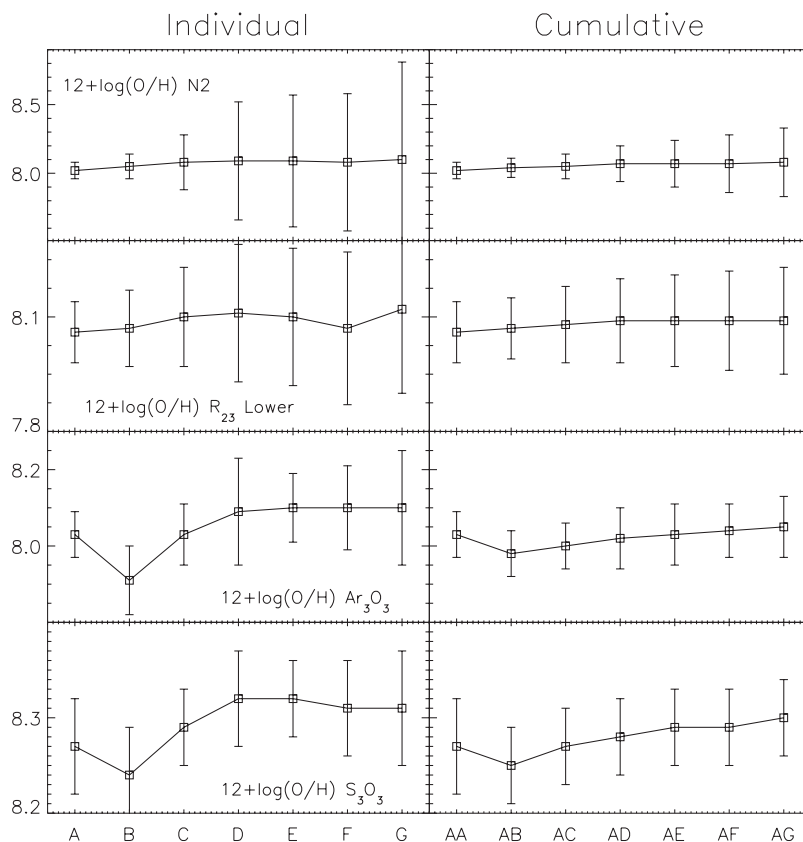 Individual Cumulative
12+log(O/H) N2
8.5
8.0
8.1
12+log(O/H) R23 Lower
7.8
8.2
8.0
12+log(O/H) Ar3O3
8.3
12+log(O/H) S3O3
8.2
A B C D E F G AA AB AC AD AE AF AG